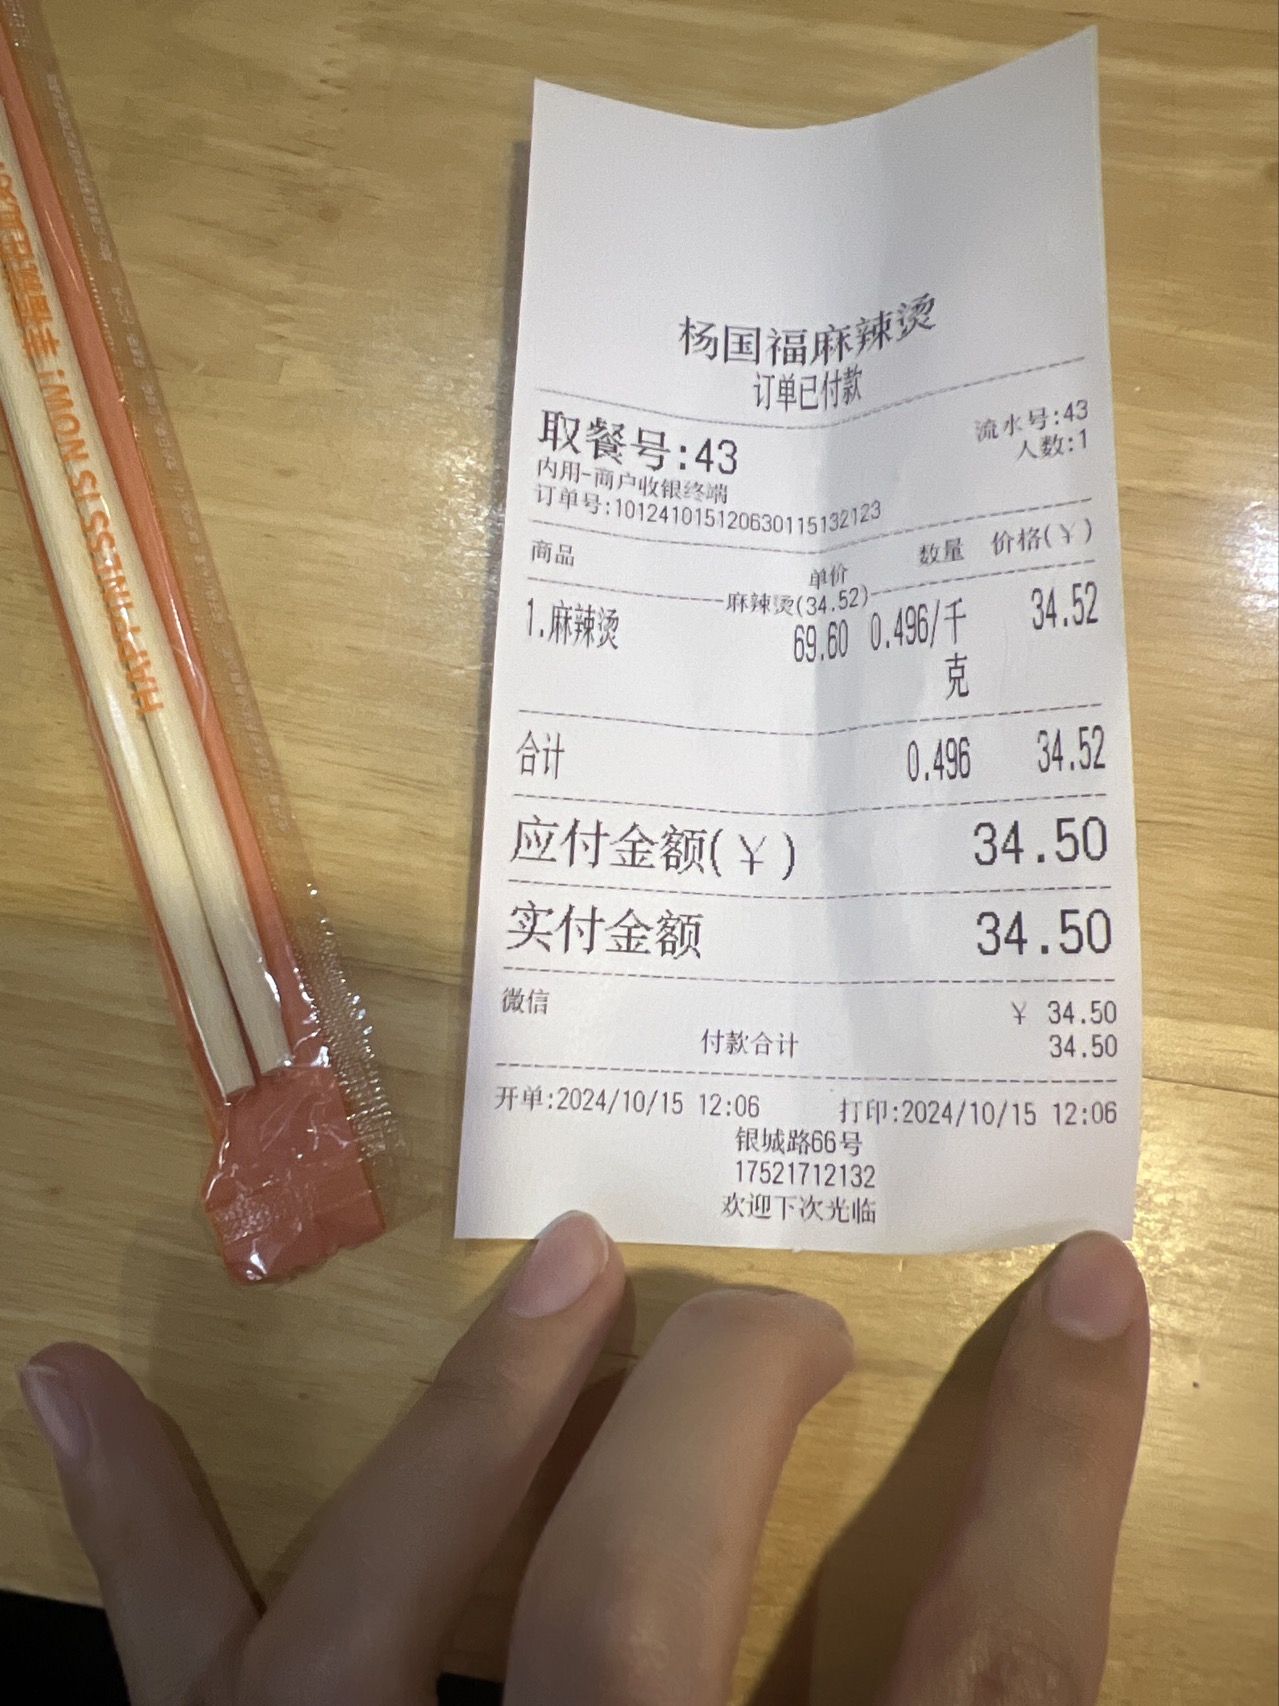 杨国福麻辣烫
订单已付款
取餐号:43
流水号:43
人数:1
内用-商户收银终端
订单号:10124101512063011513２123
商品 单价 数量 价格(￥)
麻辣烫(34.52)
1.麻辣烫 69.60 0.496/千克 34.52
合计 0.496 34.52
应付金额(￥) 34.50
实付金额 34.50
微信 ￥ 34.50
付款合计 34.50
开单:2024/10/15 12:06 打印:2024/10/15 12:06
银城路66号
17521712132
欢迎下次光临
HAPPINESS IS NOW!